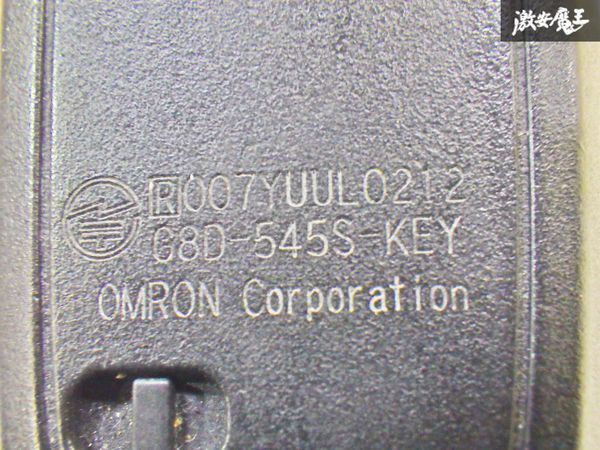 激安魔王
R007YUUL0212
G8D-545S-KEY
OMRON Corporation